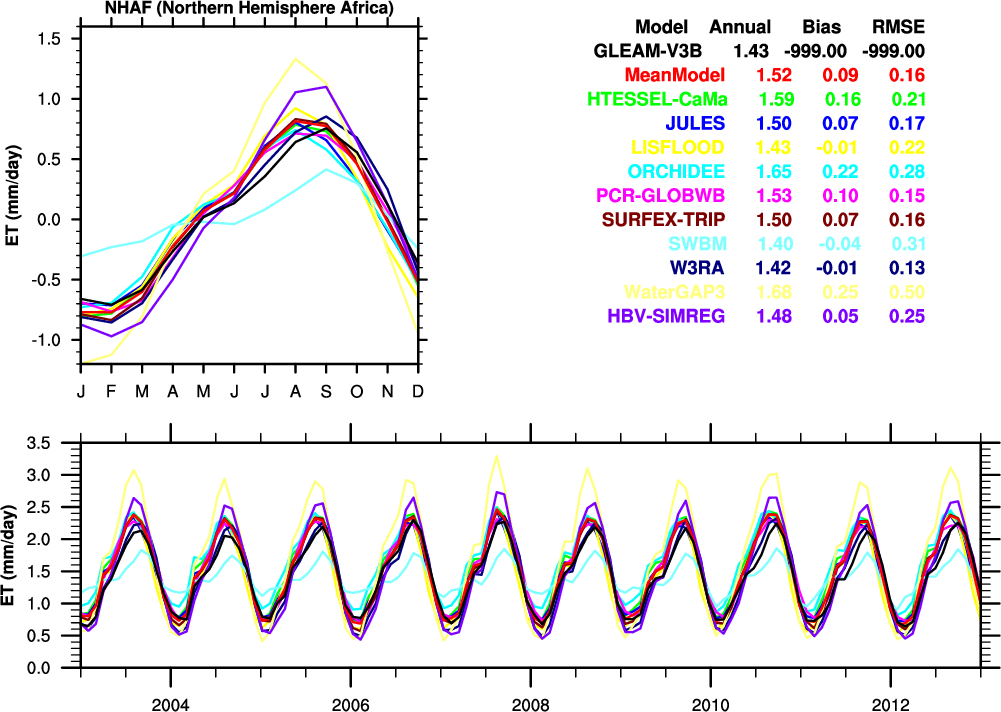 NHAF (Northern Hemisphere Africa)
Model Annual Bias RMSE
GLEAM-V3B 1.43 -999.00 -999.00
MeanModel 1.52 0.09 0.16
HTESSEL-CaMa 1.59 0.16 0.21
JULES 1.50 0.07 0.17
LISFLOOD 1.43 -0.01 0.22
ORCHIDEE 1.65 0.22 0.28
PCR-GLOBWB 1.53 0.10 0.15
SURFEX-TRIP 1.50 0.07 0.16
SWBM 1.40 -0.04 0.31
W3RA 1.42 -0.01 0.13
WaterGAP3 1.68 0.25 0.50
HBV-SIMREG 1.48 0.05 0.25
ET (mm/day)
1.5
1.0
0.5
0.0
-0.5
-1.0
J F M A M J J A S O N D
ET (mm/day)
3.5
3.0
2.5
2.0
1.5
1.0
0.5
0.0
2004 2006 2008 2010 2012